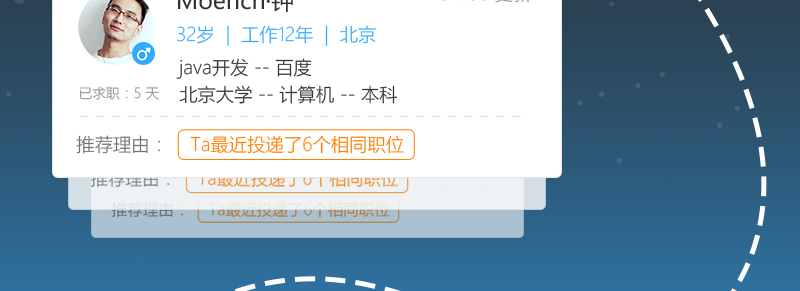 32岁 | 工作12年 | 北京
java开发 -- 百度
已求职：5 天
北京大学 -- 计算机 -- 本科
推荐理由： Ta最近投递了6个相同职位
推荐理由： Ta最近投递了6个相同职位
推荐理由： Ta最近投递了6个相同职位